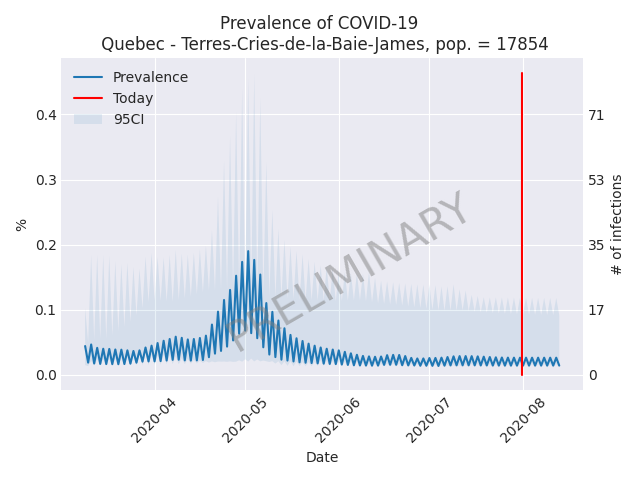 Prevalence of COVID-19
Quebec - Terres-Cries-de-la-Baie-James, pop. = 17854
Prevalence
Today
95CI
0.4
0.3
0.2
0.1
0.0
%
71
53
35
17
0
# of infections
PRELIMINARY
2020-04
2020-05
2020-06
2020-07
2020-08
Date